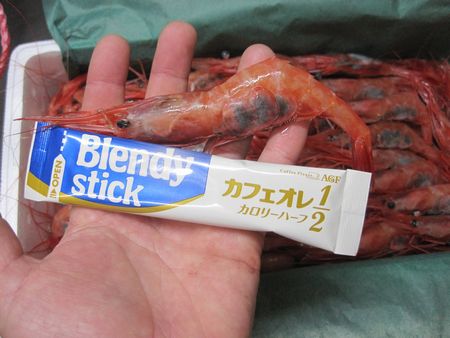 OPEN
Blendy
stick
AGF
カフェオレ 1/2
カロリーハーフ